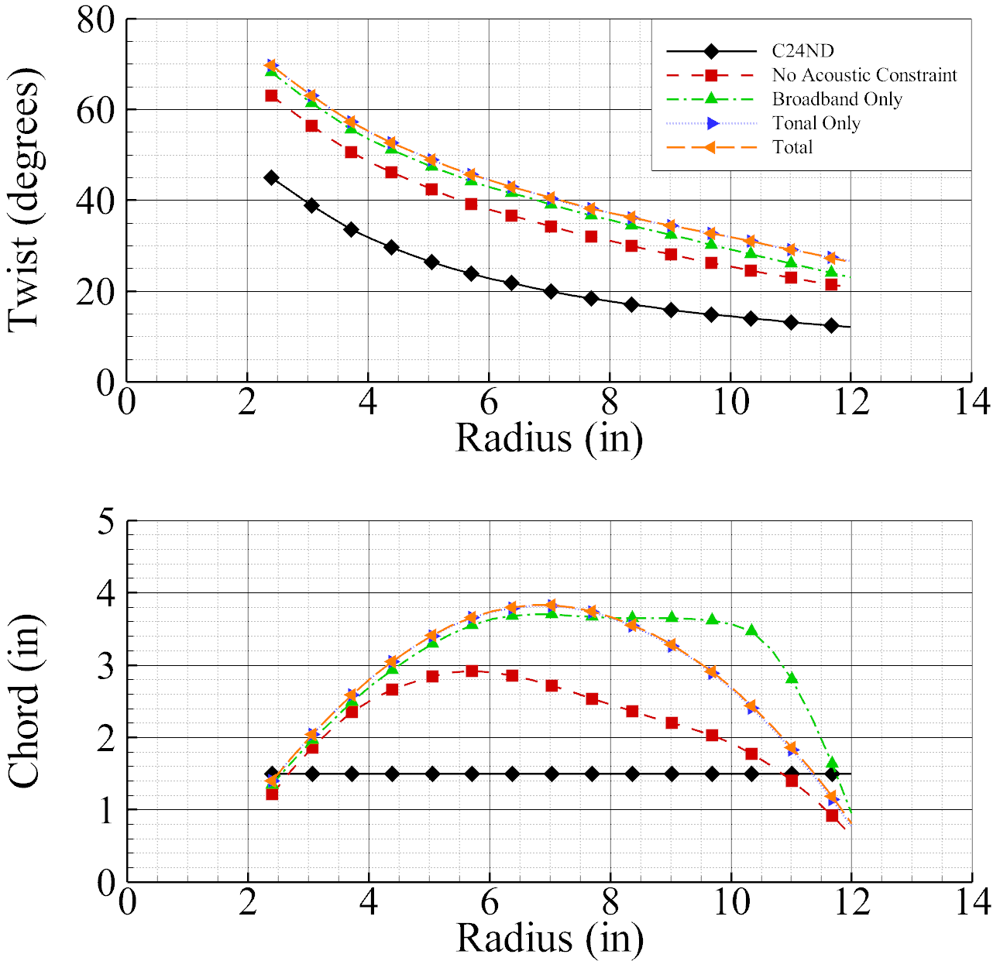 80
60
40
20
0
Twist (degrees)
C24ND
No Acoustic Constraint
Broadband Only
Tonal Only
Total
0 2 4 6 8 10 12 14
Radius (in)
5
4
3
2
1
0
Chord (in)
0 2 4 6 8 10 12 14
Radius (in)